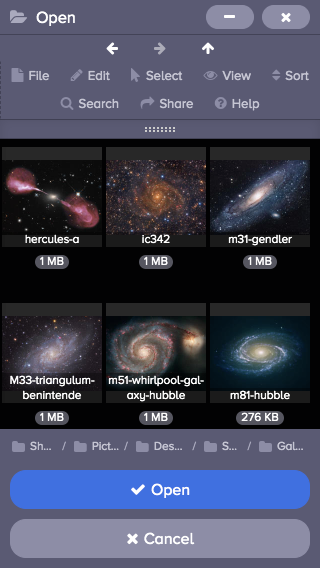 Open
File Edit Select View Sort
Search Share Help
hercules-a ic342 m31-gendler
1 MB 1 MB 1 MB
M33-triangulum-
benintende
m51-whirlpool-gal-
axy-hubble
m81-hubble
1 MB 1 MB 276 KB
Sh... / Pict... / Des... / S... / Gal...
Open
Cancel